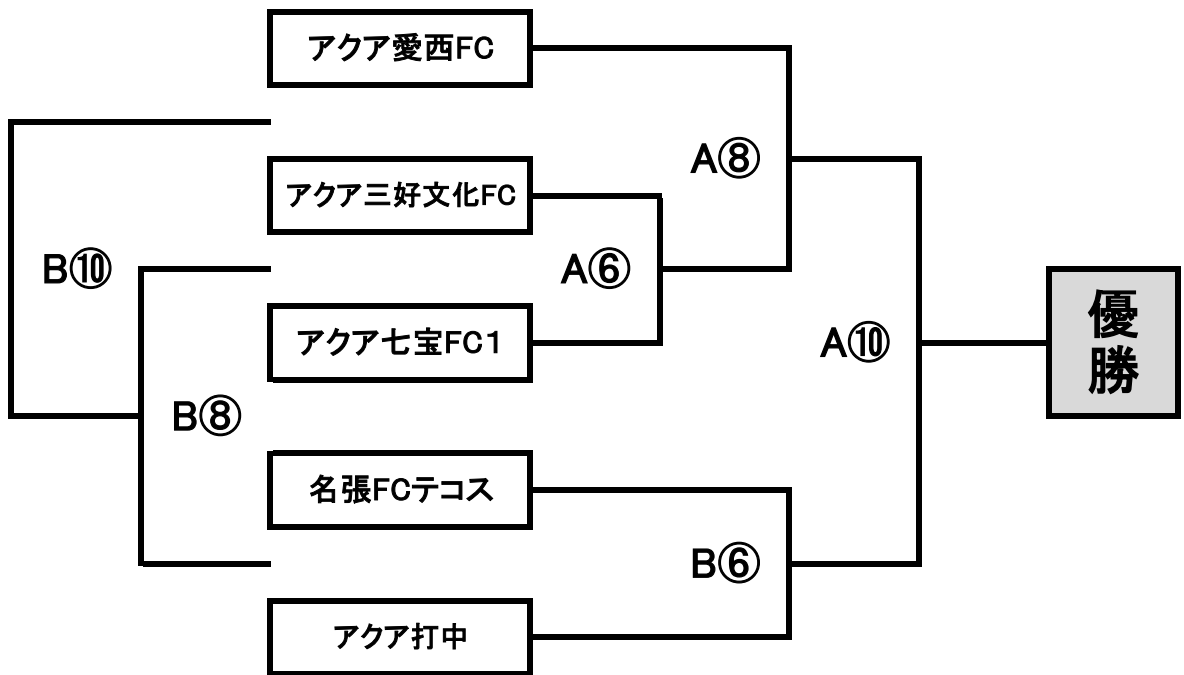 アクア愛西FC
A⑧
アクア三好文化FC
B⑩
A⑥
アクア七宝FC1
A⑩
優
勝
B⑧
名張FCテコス
B⑥
アクア打中